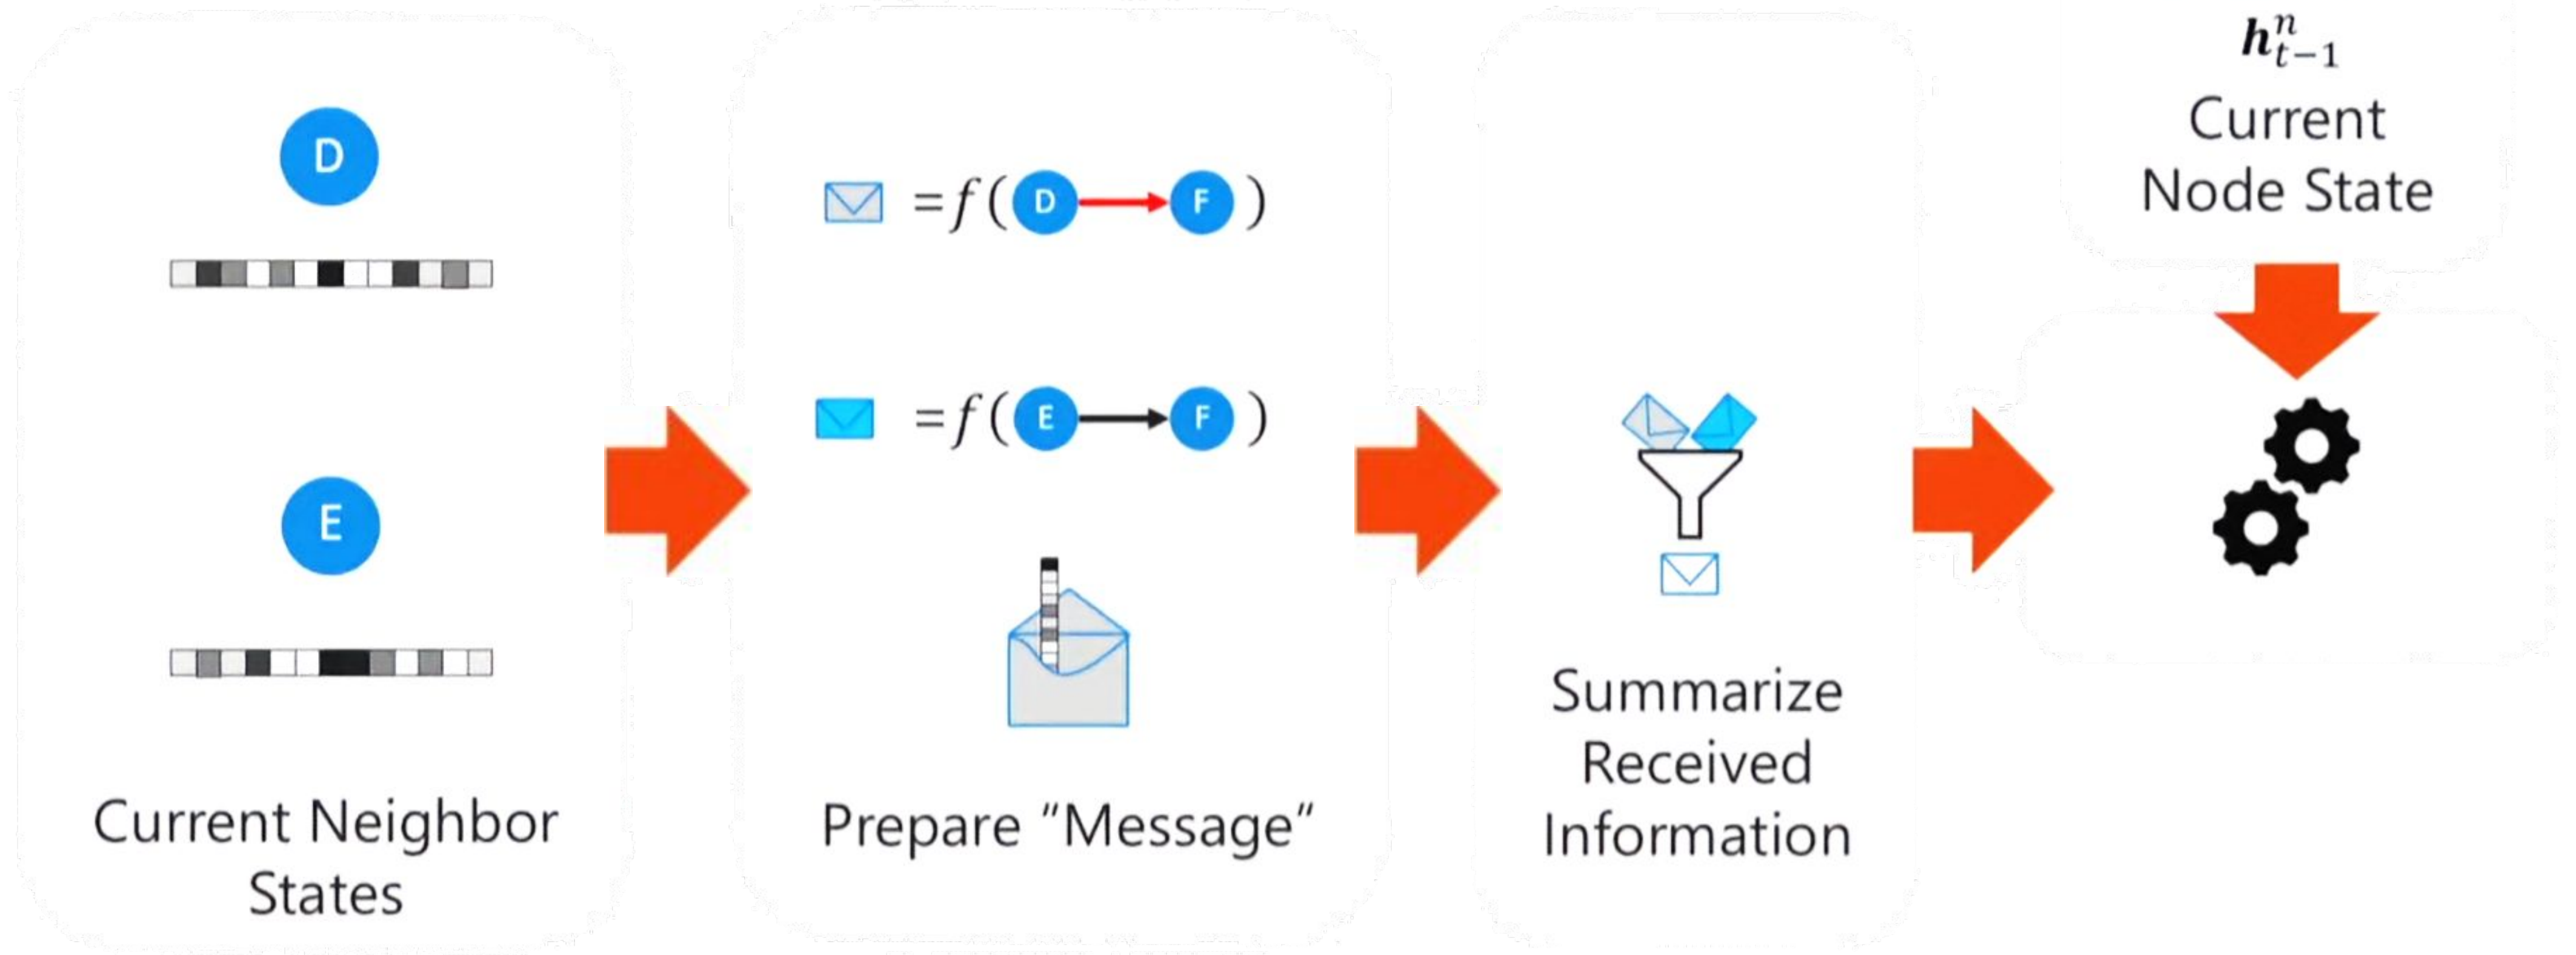 D
E
Current Neighbor
States
=f(D F)
=f(E F)
Prepare "Message"
Summarize
Received
Information
h^n_{t-1}
Current
Node State